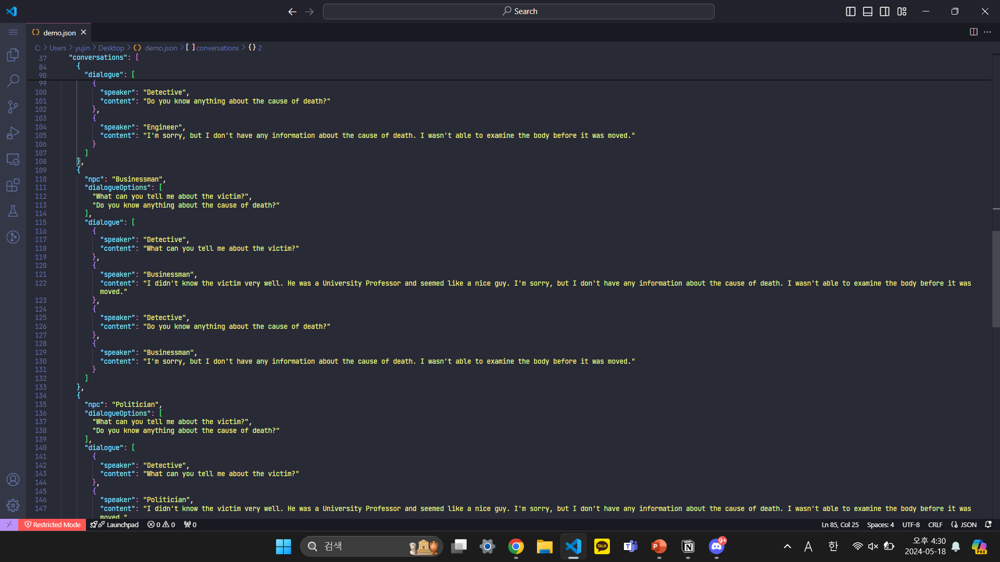 Search
demo.json
C: > Users > yujin > Desktop > {} demo.json > [ ] conversations > {} 2
37 "conversations": [
84 {
90 "dialogue": [
99 {
100 "speaker": "Detective",
101 "content": "Do you know anything about the cause of death?"
102 },
103 {
104 "speaker": "Engineer",
105 "content": "I'm sorry, but I don't have any information about the cause of death. I wasn't able to examine the body before it was moved."
106 }
107 ]
108 },
109 {
110 "npc": "Businessman",
111 "dialogueOptions": [
112 "What can you tell me about the victim?",
113 "Do you know anything about the cause of death?"
114 ],
115 "dialogue": [
116 {
117 "speaker": "Detective",
118 "content": "What can you tell me about the victim?"
119 },
120 {
121 "speaker": "Businessman",
122 "content": "I didn't know the victim very well. He was a University Professor and seemed like a nice guy. I'm sorry, but I don't have any information about the cause of death. I wasn't able to examine the body before it was
moved."
123 },
124 {
125 "speaker": "Detective",
126 "content": "Do you know anything about the cause of death?"
127 },
128 {
129 "speaker": "Businessman",
130 "content": "I'm sorry, but I don't have any information about the cause of death. I wasn't able to examine the body before it was moved."
131 }
132 ]
133 },
134 {
135 "npc": "Politician",
136 "dialogueOptions": [
137 "What can you tell me about the victim?",
138 "Do you know anything about the cause of death?"
139 ],
140 "dialogue": [
141 {
142 "speaker": "Detective",
143 "content": "What can you tell me about the victim?"
144 },
145 {
146 "speaker": "Politician",
147 "content": "I didn't know the victim very well. He was a University Professor and seemed like a nice guy. I'm sorry, but I don't have any information about the cause of death. I wasn't able to examine the body before it was
moved."
Restricted Mode Launchpad 0 0 0 Ln 85, Col 25 Spaces: 4 UTF-8 CRLF {} JSON
검색 TALK 9+ A 한 오후 4:30
2024-05-18 PRE